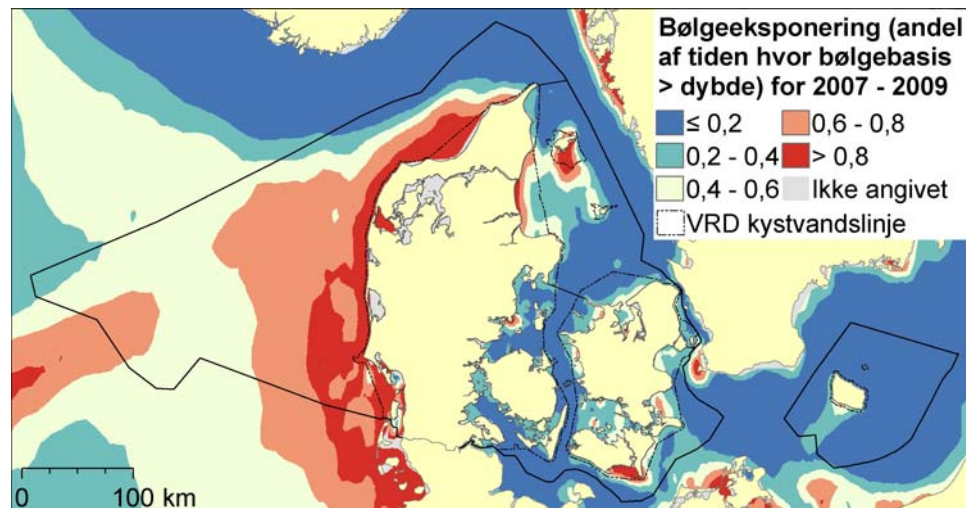 Bølgeeksponering (andel
af tiden hvor bølgebasis
> dybde) for 2007 - 2009
≤ 0,2
0,6 - 0,8
0,2 - 0,4
> 0,8
0,4 - 0,6
Ikke angivet
VRD kystvandslinje
0
100 km